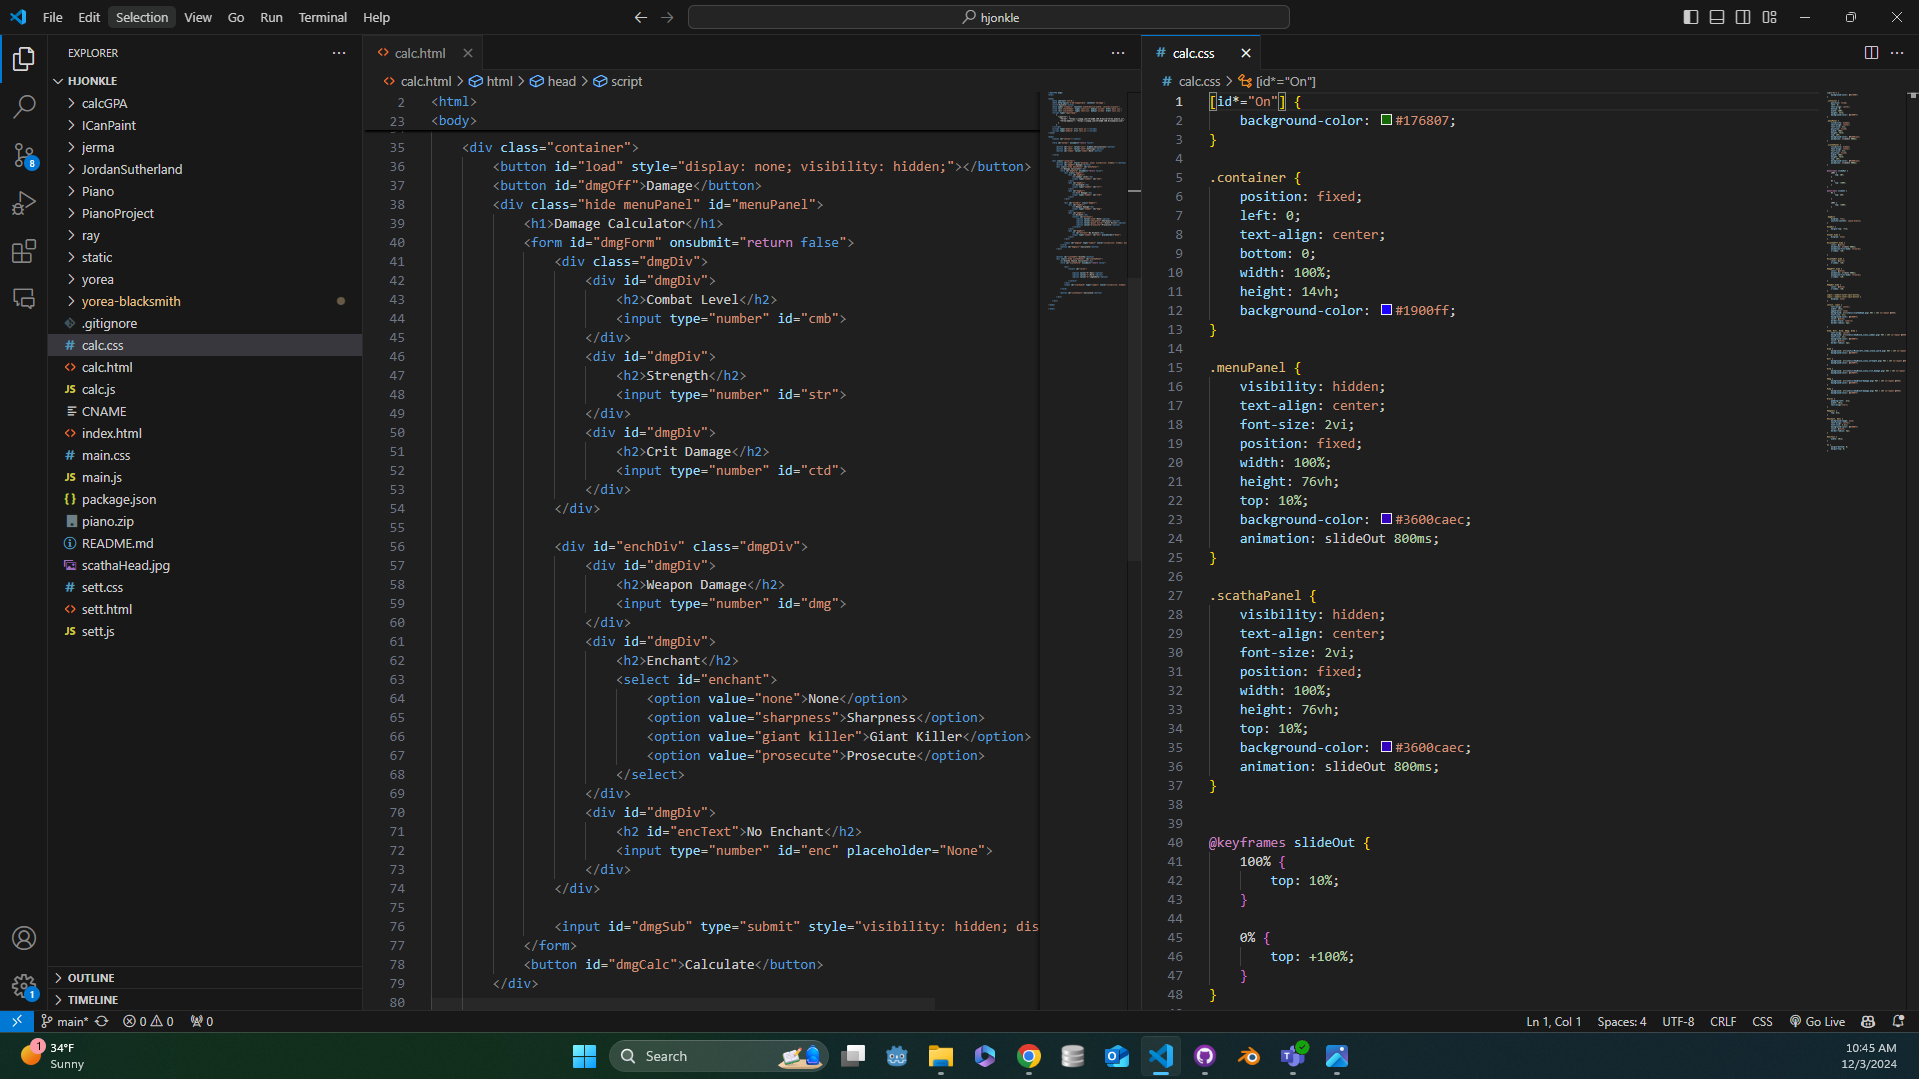 File Edit Selection View Go Run Terminal Help
hjonkle
EXPLORER
HJONKLE
calcGPA
ICanPaint
jerma
JordanSutherland
Piano
PianoProject
ray
static
yorea
yorea-blacksmith
.gitignore
calc.css
calc.html
calc.js
CNAME
index.html
main.css
main.js
package.json
piano.zip
README.md
scathaHead.jpg
sett.css
sett.html
sett.js
OUTLINE
TIMELINE
8
1
calc.html
calc.html > html > head > script
2 <html>
23 <body>
35 <div class="container">
36 <button id="load" style="display: none; visibility: hidden;"></button>
37 <button id="dmgOff">Damage</button>
38 <div class="hide menuPanel" id="menuPanel">
39 <h1>Damage Calculator</h1>
40 <form id="dmgForm" onsubmit="return false">
41 <div class="dmgDiv">
42 <div id="dmgDiv">
43 <h2>Combat Level</h2>
44 <input type="number" id="cmb">
45 </div>
46 <div id="dmgDiv">
47 <h2>Strength</h2>
48 <input type="number" id="str">
49 </div>
50 <div id="dmgDiv">
51 <h2>Crit Damage</h2>
52 <input type="number" id="ctd">
53 </div>
54 </div>
55
56 <div id="enchDiv" class="dmgDiv">
57 <div id="dmgDiv">
58 <h2>Weapon Damage</h2>
59 <input type="number" id="dmg">
60 </div>
61 <div id="dmgDiv">
62 <h2>Enchant</h2>
63 <select id="enchant">
64 <option value="none">None</option>
65 <option value="sharpness">Sharpness</option>
66 <option value="giant killer">Giant Killer</option>
67 <option value="prosecute">Prosecute</option>
68 </select>
69 </div>
70 <div id="dmgDiv">
71 <h2 id="encText">No Enchant</h2>
72 <input type="number" id="enc" placeholder="None">
73 </div>
74 </div>
75
76 <input id="dmgSub" type="submit" style="visibility: hidden; dis
77 </form>
78 <button id="dmgCalc">Calculate</button>
79 </div>
80
calc.css
calc.css > [id*="On"]
1 [id*="On"] {
2 background-color: #176807;
3 }
4
5 .container {
6 position: fixed;
7 left: 0;
8 text-align: center;
9 bottom: 0;
10 width: 100%;
11 height: 14vh;
12 background-color: #1900ff;
13 }
14
15 .menuPanel {
16 visibility: hidden;
17 text-align: center;
18 font-size: 2vi;
19 position: fixed;
20 width: 100%;
21 height: 76vh;
22 top: 10%;
23 background-color: #3600caec;
24 animation: slideOut 800ms;
25 }
26
27 .scathaPanel {
28 visibility: hidden;
29 text-align: center;
30 font-size: 2vi;
31 position: fixed;
32 width: 100%;
33 height: 76vh;
34 top: 10%;
35 background-color: #3600caec;
36 animation: slideOut 800ms;
37 }
38
39
40 @keyframes slideOut {
41 100% {
42 top: 10%;
43 }
44
45 0% {
46 top: +100%;
47 }
48 }
main* 0 0 0
Ln 1, Col 1 Spaces: 4 UTF-8 CRLF CSS Go Live
1
34°F
Sunny
Search
10:45 AM
12/3/2024